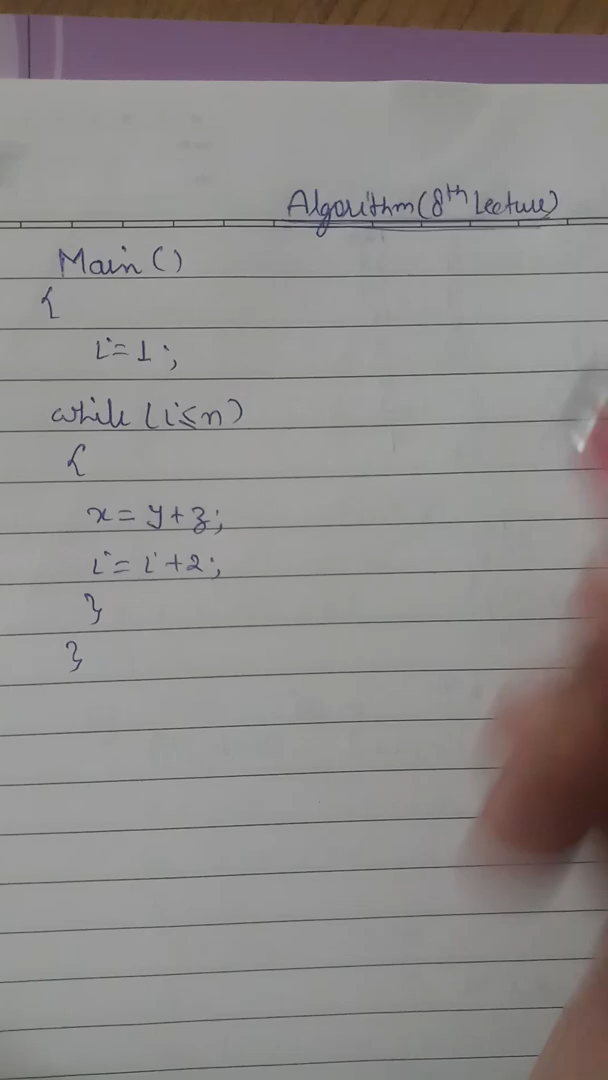 Algorithm (8th Lecture)
Main ()
{
i = 1 ;
while (i ≤ n)
{
x = y + z ;
i = i + 2 ;
}
}